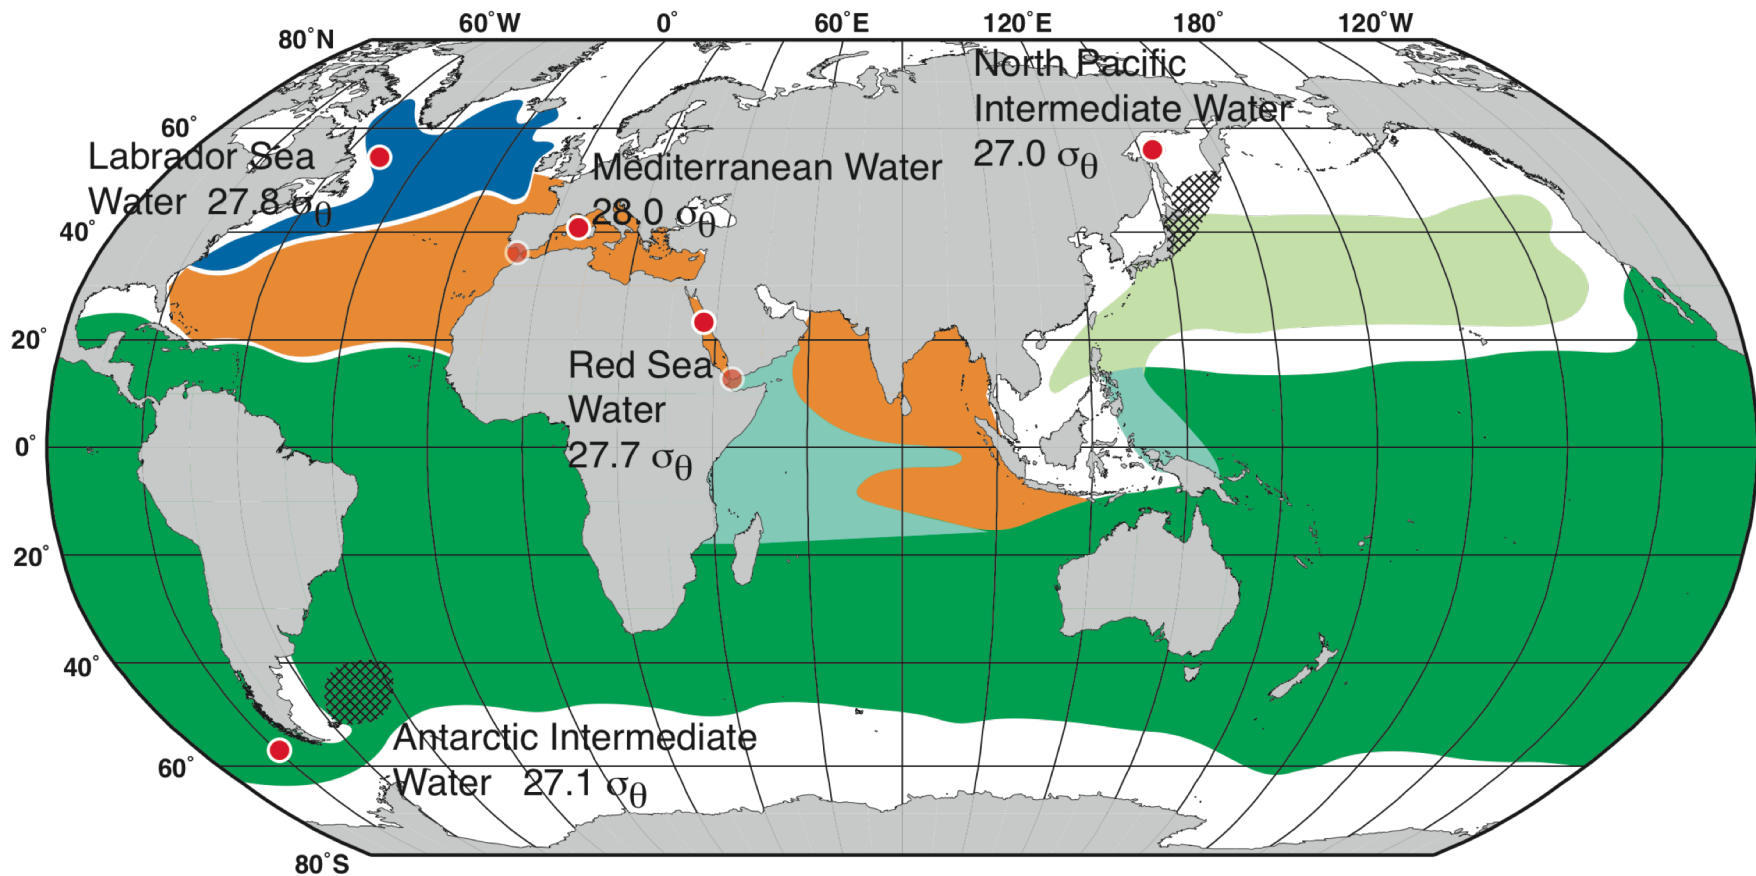 60°W 0° 60°E 120°E 180° 120°W
80°N
North Pacific
Intermediate Water
27.0 σθ
60°
Labrador Sea
Water 27.8 σθ
Mediterranean Water
28.0 σθ
40°
20°
Red Sea
Water
27.7 σθ
0°
20°
40°
Antarctic Intermediate
Water 27.1 σθ
60°
80°S